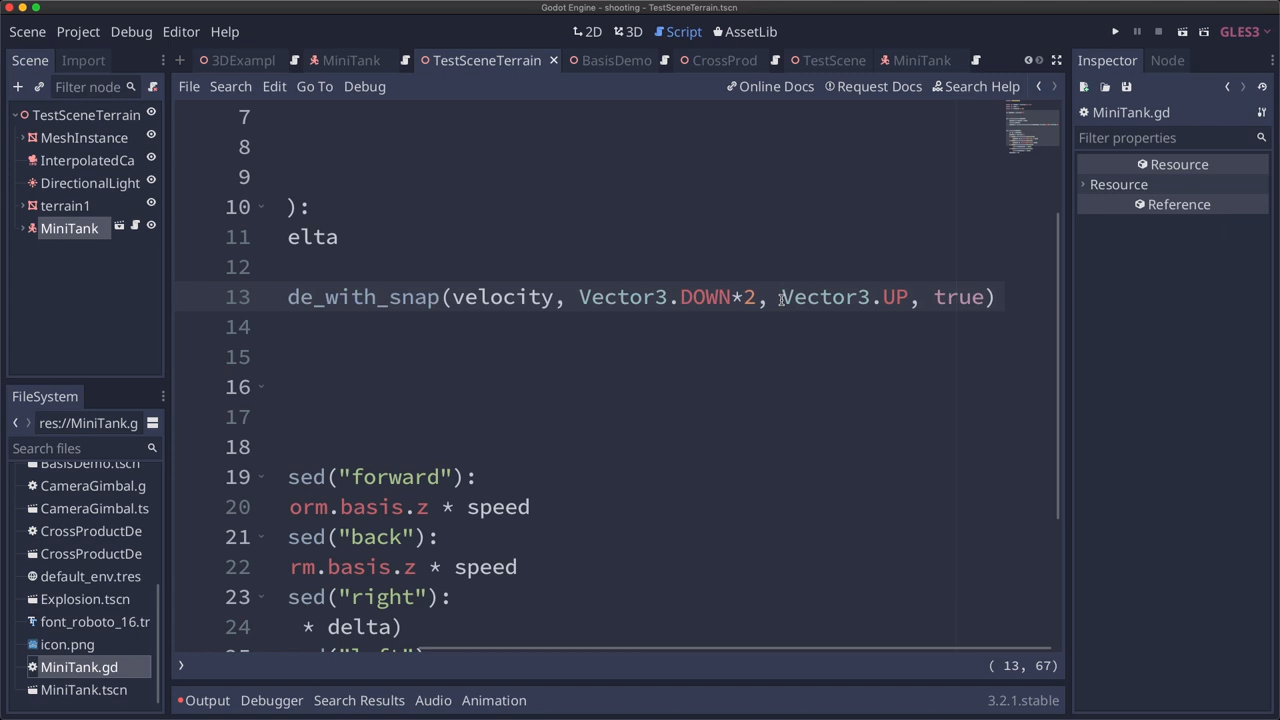 Godot Engine - shooting - TestSceneTerrain.tscn
Scene Project Debug Editor Help
2D 3D Script AssetLib
GLES3
Scene Import
3DExampl MiniTank TestSceneTerrain BasisDemo CrossProd TestScene MiniTank
Inspector Node
Filter node
File Search Edit Go To Debug
Online Docs Request Docs Search Help
TestSceneTerrain
MeshInstance
InterpolatedCa
DirectionalLight
terrain1
MiniTank
MiniTank.gd
Filter properties
Resource
Resource
Reference
7
8
9
10 ):
11 elta
12
13 de_with_snap(velocity, Vector3.DOWN*2, Vector3.UP, true)
14
15
16
17
18
19 sed("forward"):
20 orm.basis.z * speed
21 sed("back"):
22 rm.basis.z * speed
23 sed("right"):
24 * delta)
FileSystem
res://MiniTank.g
Search files
BasisDemo.tscn
CameraGimbal.g
CameraGimbal.ts
CrossProductDe
CrossProductDe
default_env.tres
Explosion.tscn
font_roboto_16.tr
icon.png
MiniTank.gd
MiniTank.tscn
( 13, 67)
Output Debugger Search Results Audio Animation
3.2.1.stable